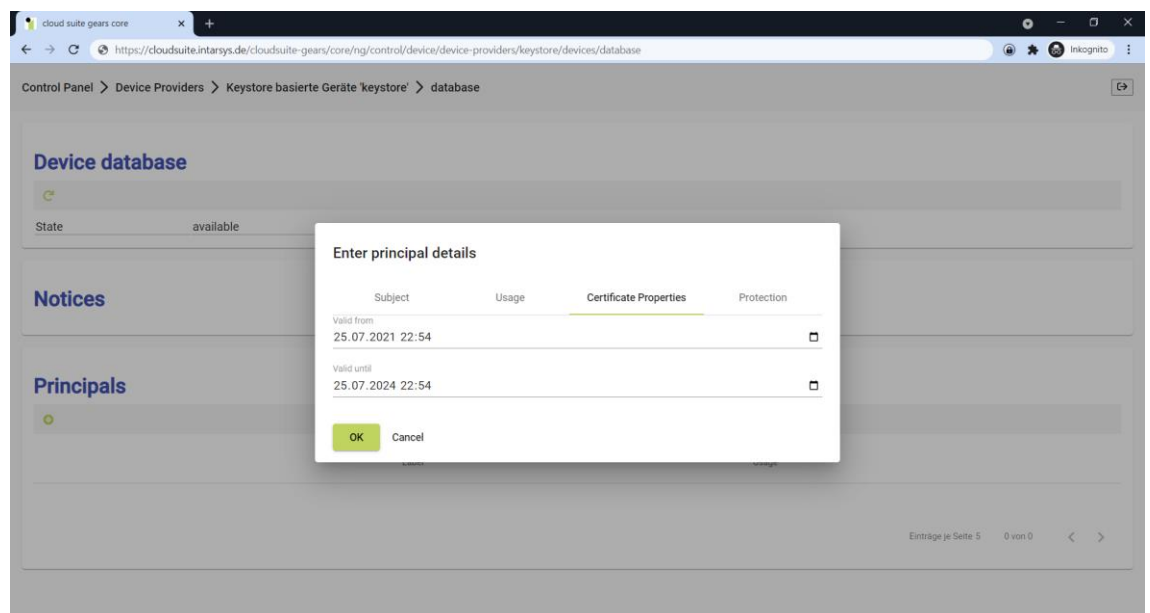 cloud suite gears core
https://cloudsuite.intarsys.de/cloudsuite-gears/core/ng/control/device/device-providers/keystore/devices/database
Inkognito
Control Panel > Device Providers > Keystore basierte Geräte 'keystore' > database
Device database
State available
Enter principal details
Subject Usage Certificate Properties Protection
Notices
Valid from
25.07.2021 22:54
Valid until
25.07.2024 22:54
Principals
OK Cancel
Label Usage
Einträge je Seite 5 0 von 0